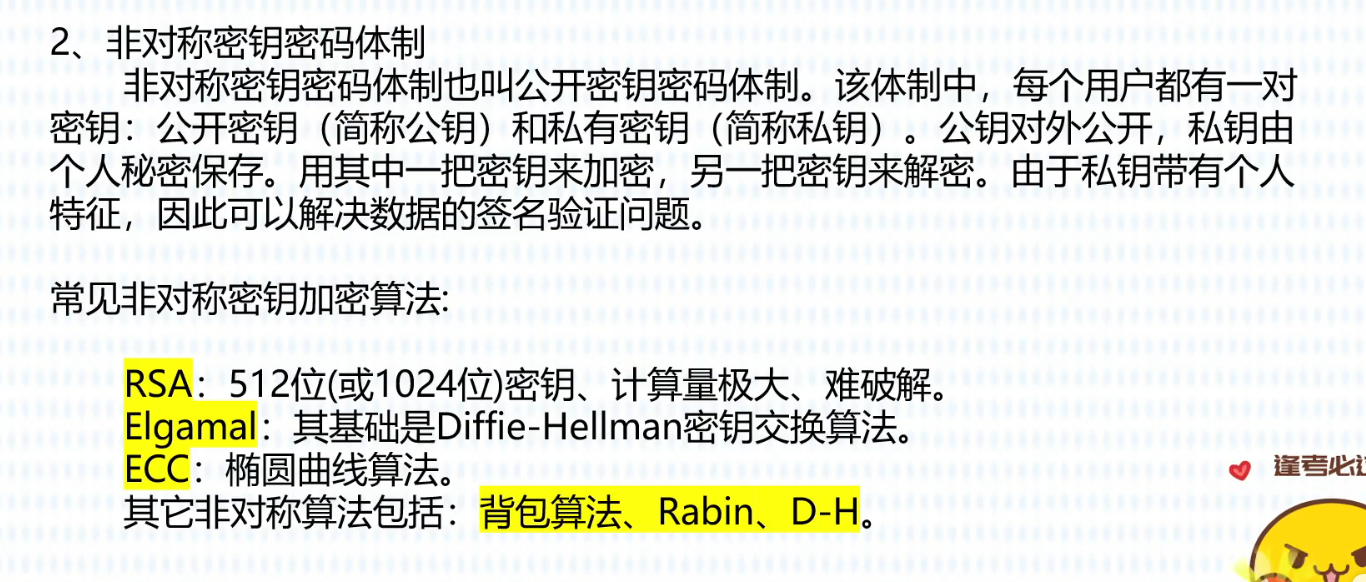 2、非对称密钥密码体制
非对称密钥密码体制也叫公开密钥密码体制。该体制中，每个用户都有一对
密钥：公开密钥（简称公钥）和私有密钥（简称私钥），公钥对外公开，私钥由
个人秘密保存。用其中一把密钥来加密，另一把密钥来解密。由于私钥带有个人
特征，因此可以解决数据的签名验证问题。
常见非对称密钥加密算法:
RSA：512位(或1024位)密钥、计算量极大、难破解。
Elgamal：其基础是Diffie-Hellman密钥交换算法。
ECC：椭圆曲线算法。
其它非对称算法包括：背包算法、Rabin、D-H。
逢考必过